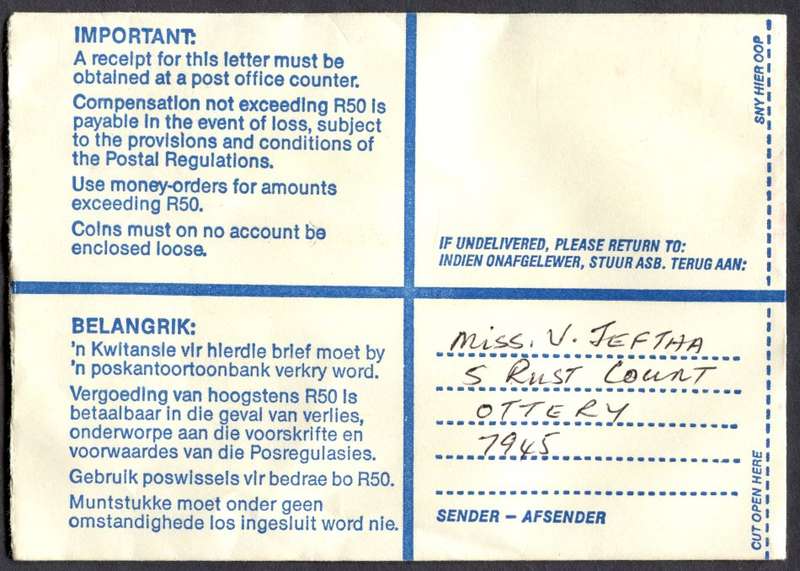 IMPORTANT:
A receipt for this letter must be
obtained at a post office counter.
Compensation not exceeding R50 is
payable in the event of loss, subject
to the provisions and conditions of
the Postal Regulations.
Use money-orders for amounts
exceeding R50.
Coins must on no account be
enclosed loose.
SNY HIER OOP
IF UNDELIVERED, PLEASE RETURN TO:
INDIEN ONAFGELEWER, STUUR ASB. TERUG AAN:
BELANGRIK:
'n Kwitansie vir hierdie brief moet by
'n poskantoortoonbank verkry word.
Vergoeding van hoogstens R50 is
betaalbaar in die geval van verlies,
onderworpe aan die voorskrifte en
voorwaardes van die Posregulasies.
Gebruik poswissels vir bedrae bo R50.
Muntstukke moet onder geen
omstandighede los ingesluit word nie.
MISS. V. JEFTHA
5 RUST COURT
OTTERY
7945
SENDER – AFSENDER
CUT OPEN HERE